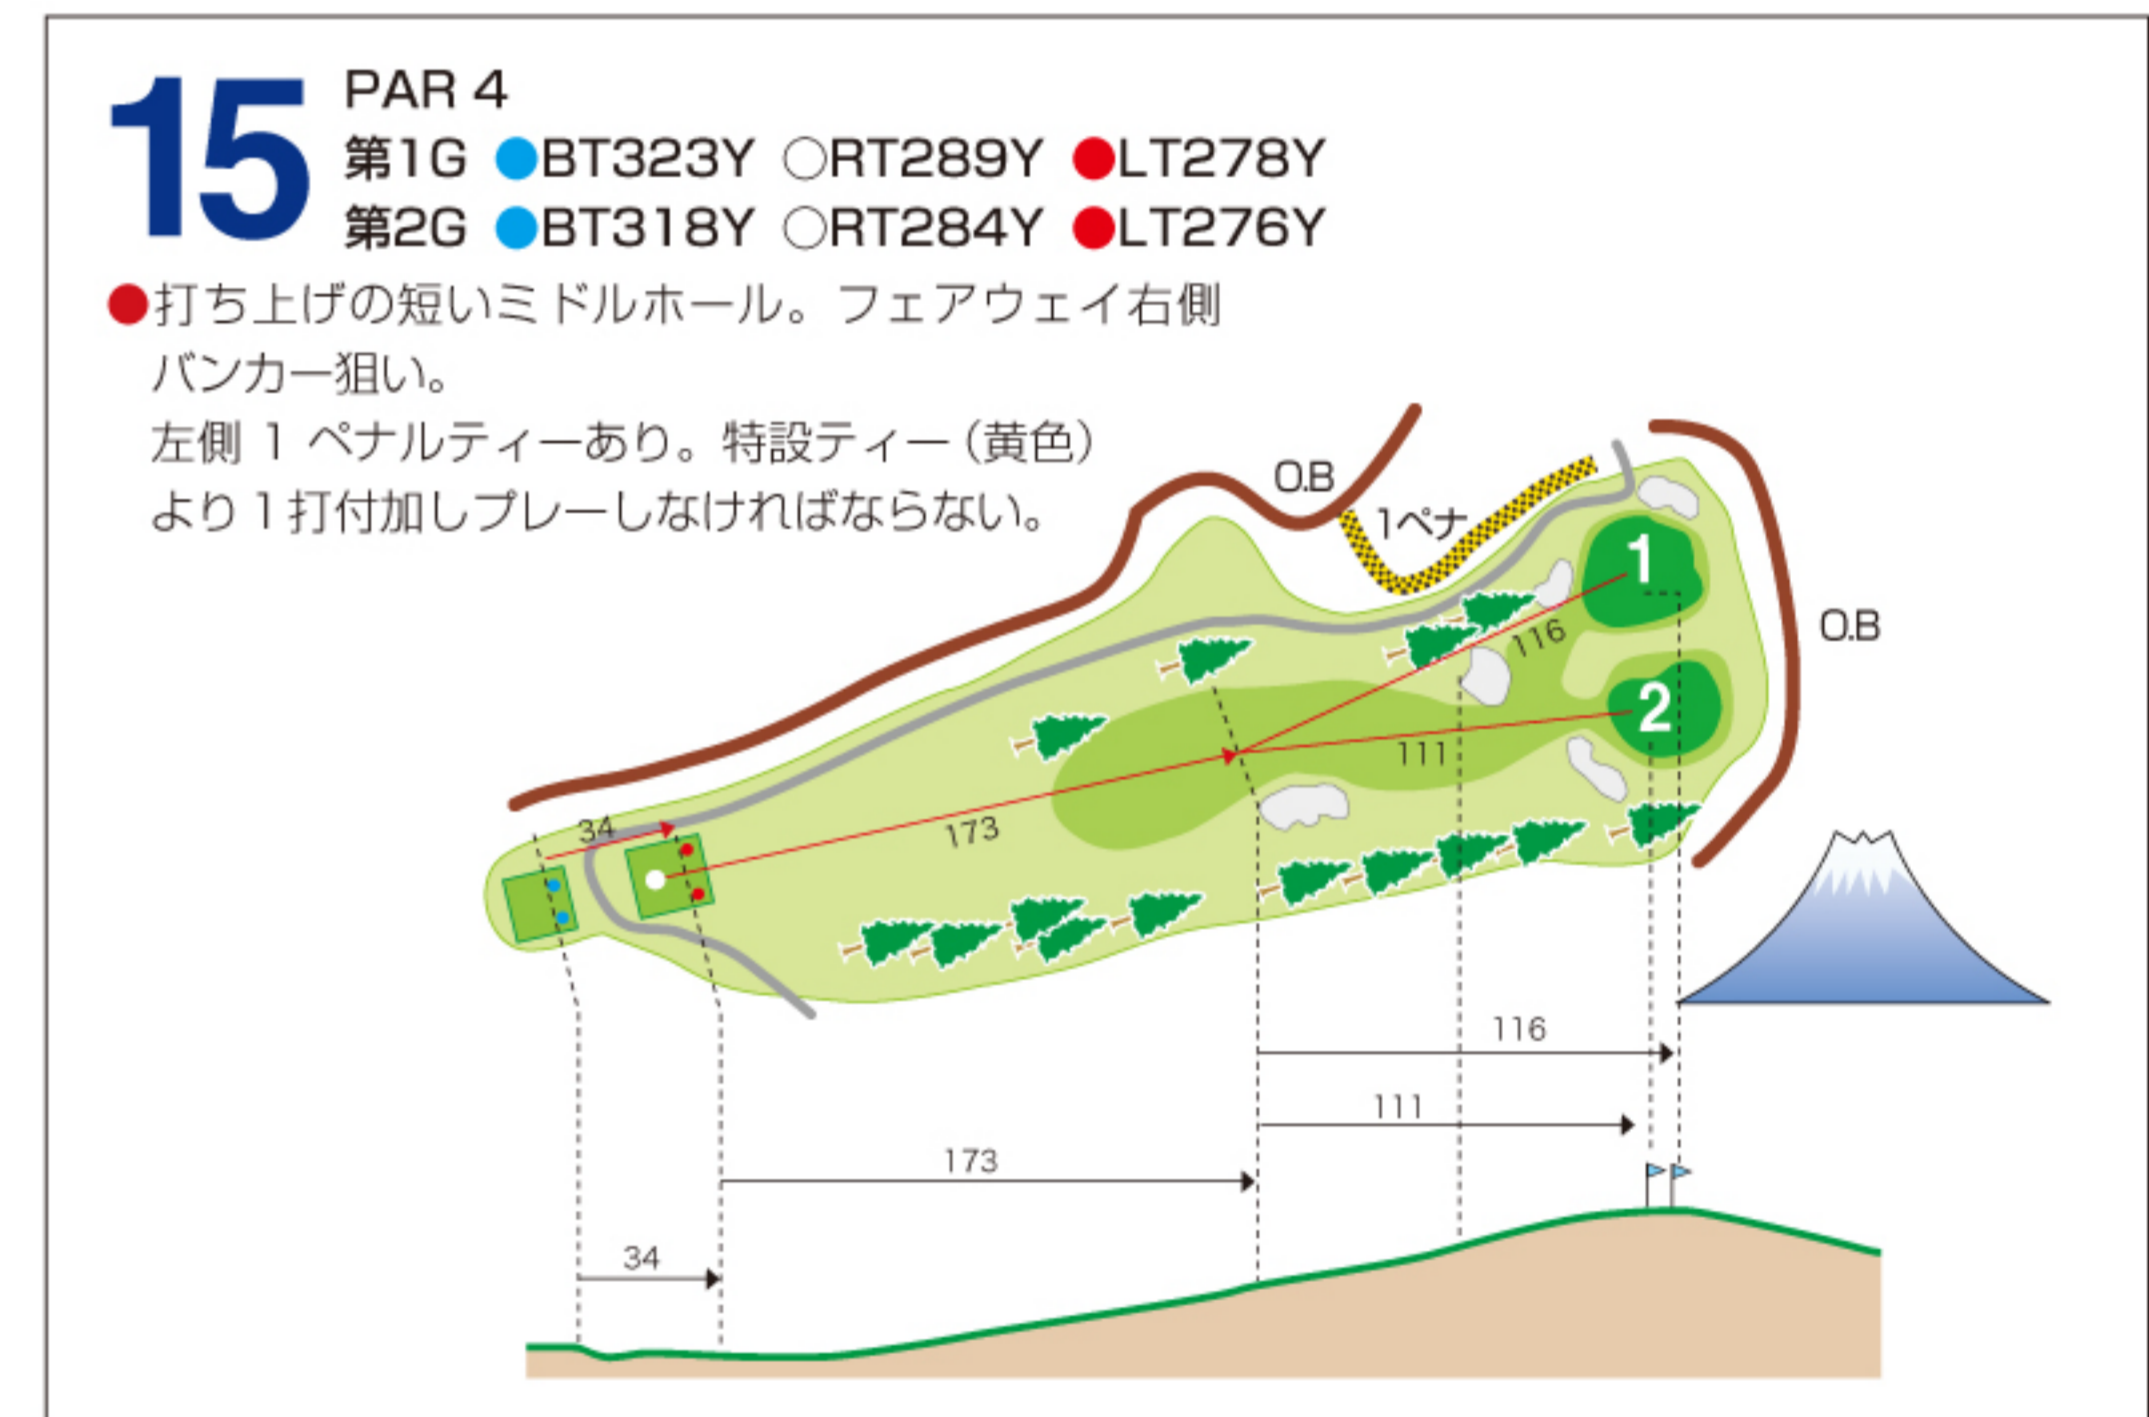 15
PAR 4
第1G ●BT323Y ○RT289Y ●LT278Y
第2G ●BT318Y ○RT284Y ●LT276Y
●打ち上げの短いミドルホール。フェアウェイ右側
バンカー狙い。
左側 1 ペナルティーあり。特設ティー（黄色）
より1打付加しプレーしなければならない。
O.B
1ペナ
1
O.B
116
2
111
34
173
116
111
173
34